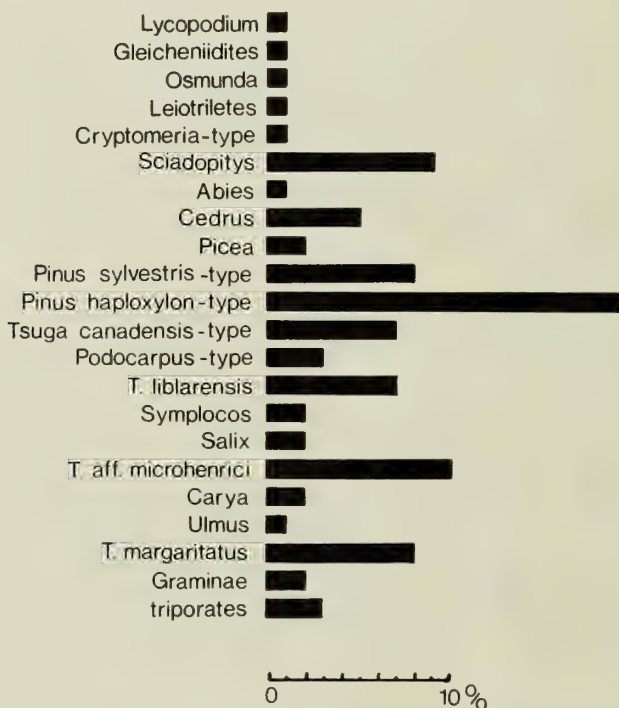 Lycopodium
Gleicheniidites
Osmunda
Leiotriletes
Cryptomeria-type
Sciadopitys
Abies
Cedrus
Picea
Pinus sylvestris-type
Pinus haploxylon-type
Tsuga canadensis-type
Podocarpus-type
T. liblarensis
Symplocos
Salix
T. aff. microhenrici
Carya
Ulmus
T. margaritatus
Graminae
triporates
0 10%